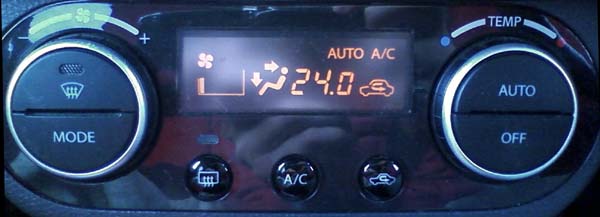 TEMP
- +
AUTO A/C
24.0
AUTO
OFF
MODE
A/C